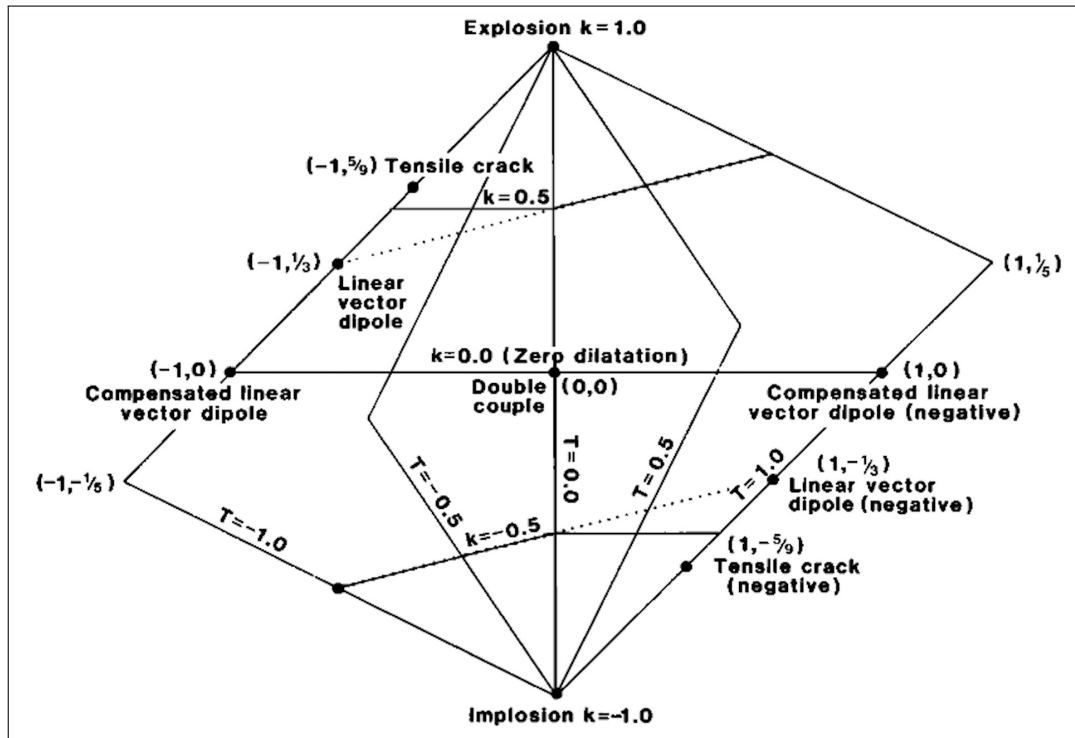 Explosion k=1.0
(-1,5/9) Tensile crack
k=0.5
(-1,1/3)
Linear
vector
dipole
(1,1/5)
k=0.0 (Zero dilatation)
(-1,0)
Compensated linear
vector dipole
Double
couple
(0,0)
(1,0)
Compensated linear
vector dipole (negative)
(-1,-1/5)
T=-1.0
T=-0.5
T=0.0
T=0.5
T=1.0
(1,-1/3)
Linear vector
dipole (negative)
k=-0.5
(1,-5/9)
Tensile crack
(negative)
Implosion k=-1.0